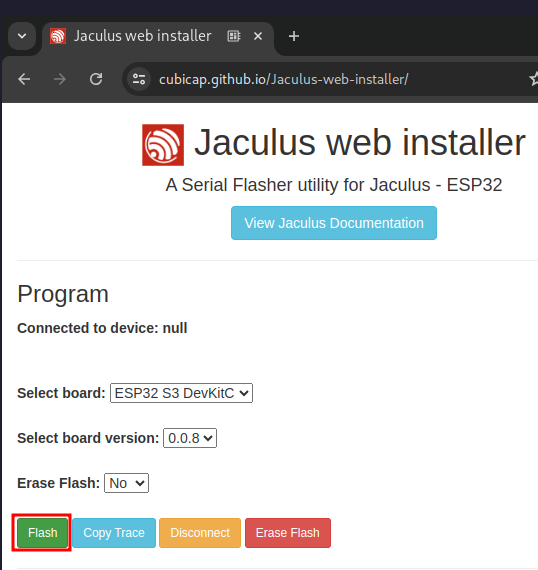 Jaculus web installer
cubicap.github.io/Jaculus-web-installer/
Jaculus web installer
A Serial Flasher utility for Jaculus - ESP32
View Jaculus Documentation
Program
Connected to device: null
Select board: ESP32 S3 DevKitC
Select board version: 0.0.8
Erase Flash: No
Flash Copy Trace Disconnect Erase Flash